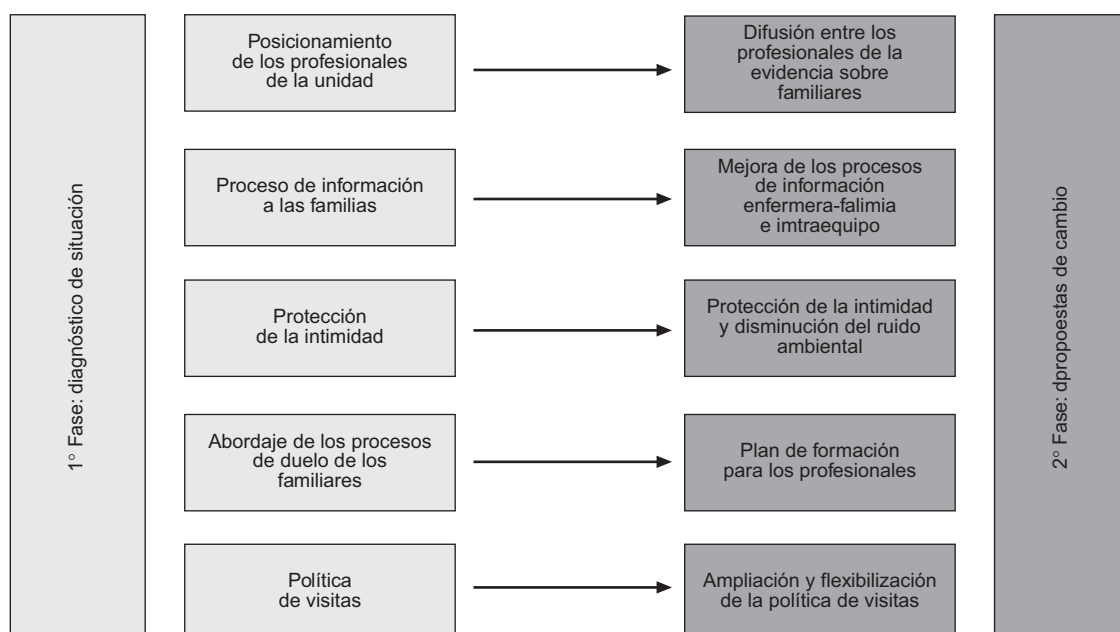 1° Fase: diagnóstico de situación
Posicionamiento
de los profesionales
de la unidad
Difusión entre los
profesionales de la
evidencia sobre
familiares
Proceso de información
a las familias
Mejora de los procesos
de información
enfermera-falimia
e imtraequipo
Protección
de la intimidad
Protección de la intimidad
y disminución del ruido
ambiental
Abordaje de los procesos
de duelo de los
familiares
Plan de formación
para los profesionales
Política
de visitas
Ampliación y flexibilización
de la política de visitas
2° Fase: dpropoestas de cambio